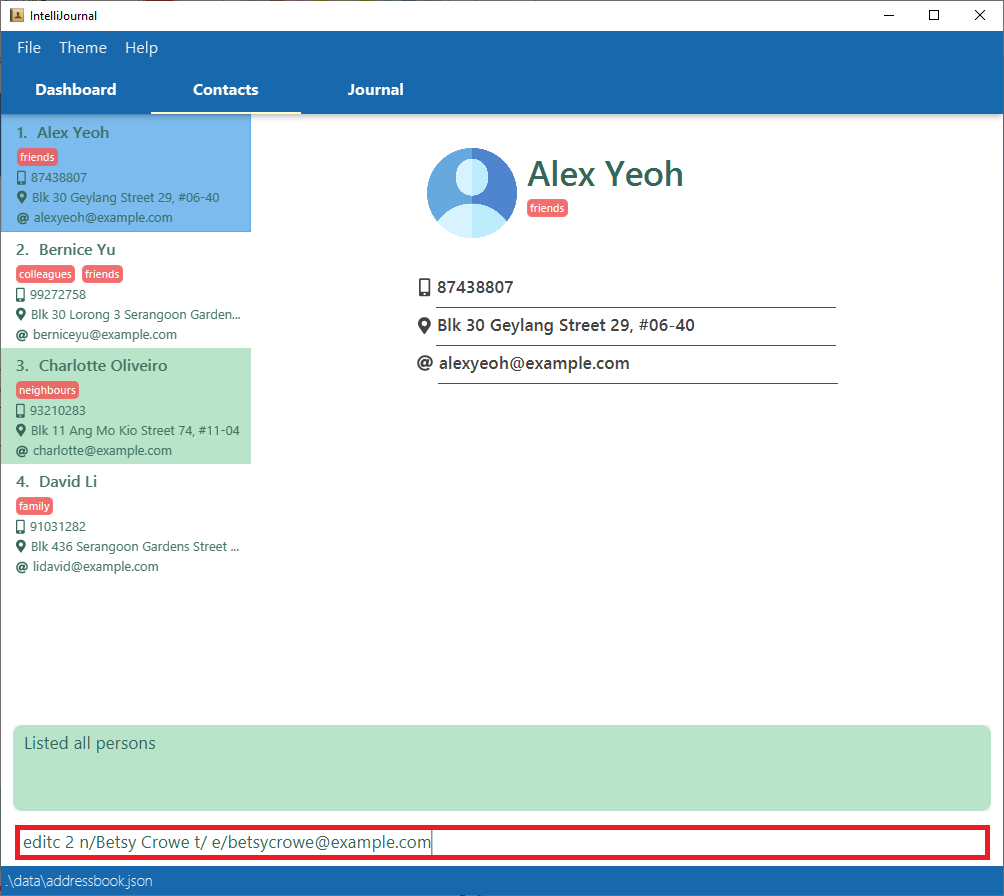 IntelliJournal
File Theme Help
Dashboard Contacts Journal
1. Alex Yeoh
friends
87438807
Blk 30 Geylang Street 29, #06-40
@ alexyeoh@example.com
2. Bernice Yu
colleagues friends
99272758
Blk 30 Lorong 3 Serangoon Garden...
@ berniceyu@example.com
3. Charlotte Oliveiro
neighbours
93210283
Blk 11 Ang Mo Kio Street 74, #11-04
@ charlotte@example.com
4. David Li
family
91031282
Blk 436 Serangoon Gardens Street ...
@ lidavid@example.com
Alex Yeoh
friends
87438807
Blk 30 Geylang Street 29, #06-40
@ alexyeoh@example.com
Listed all persons
editc 2 n/Betsy Crowe t/ e/betsycrowe@example.com
.\data\addressbook.json